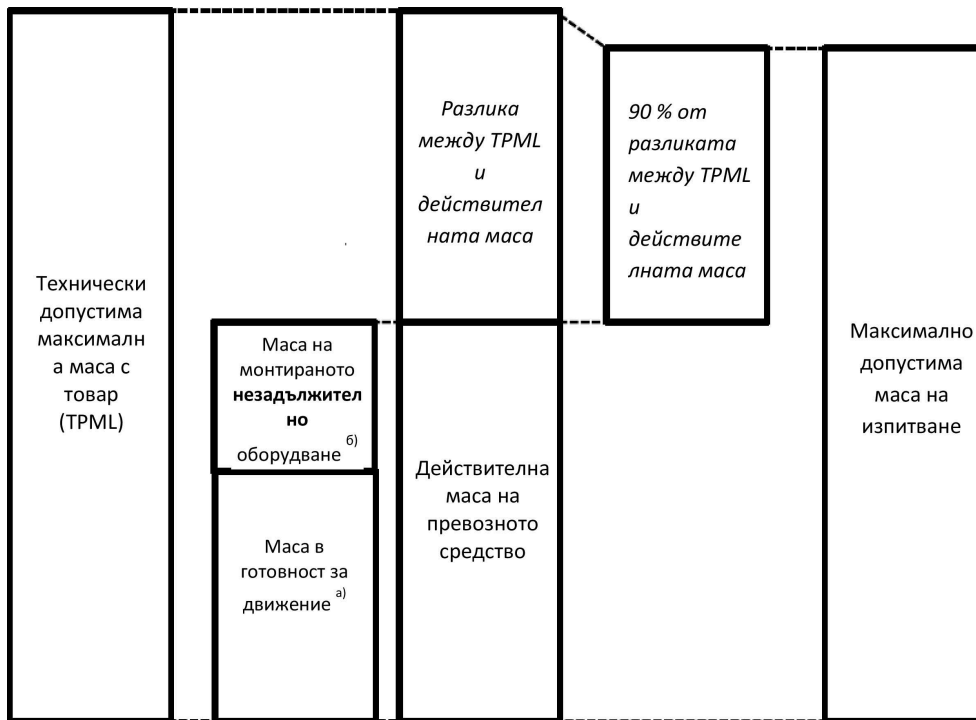 Технически
допустима
максималн
а маса с
товар
(TPML)
Маса на
монтираното
незадължител
но
оборудване б)
Маса в
готовност за
движение а)
Разлика
между TPML
и
действител
ната маса
Действителна
маса на
превозното
средство
90 % от
разликата
между TPML
и
действите
лната маса
Максимално
допустима
маса на
изпитване